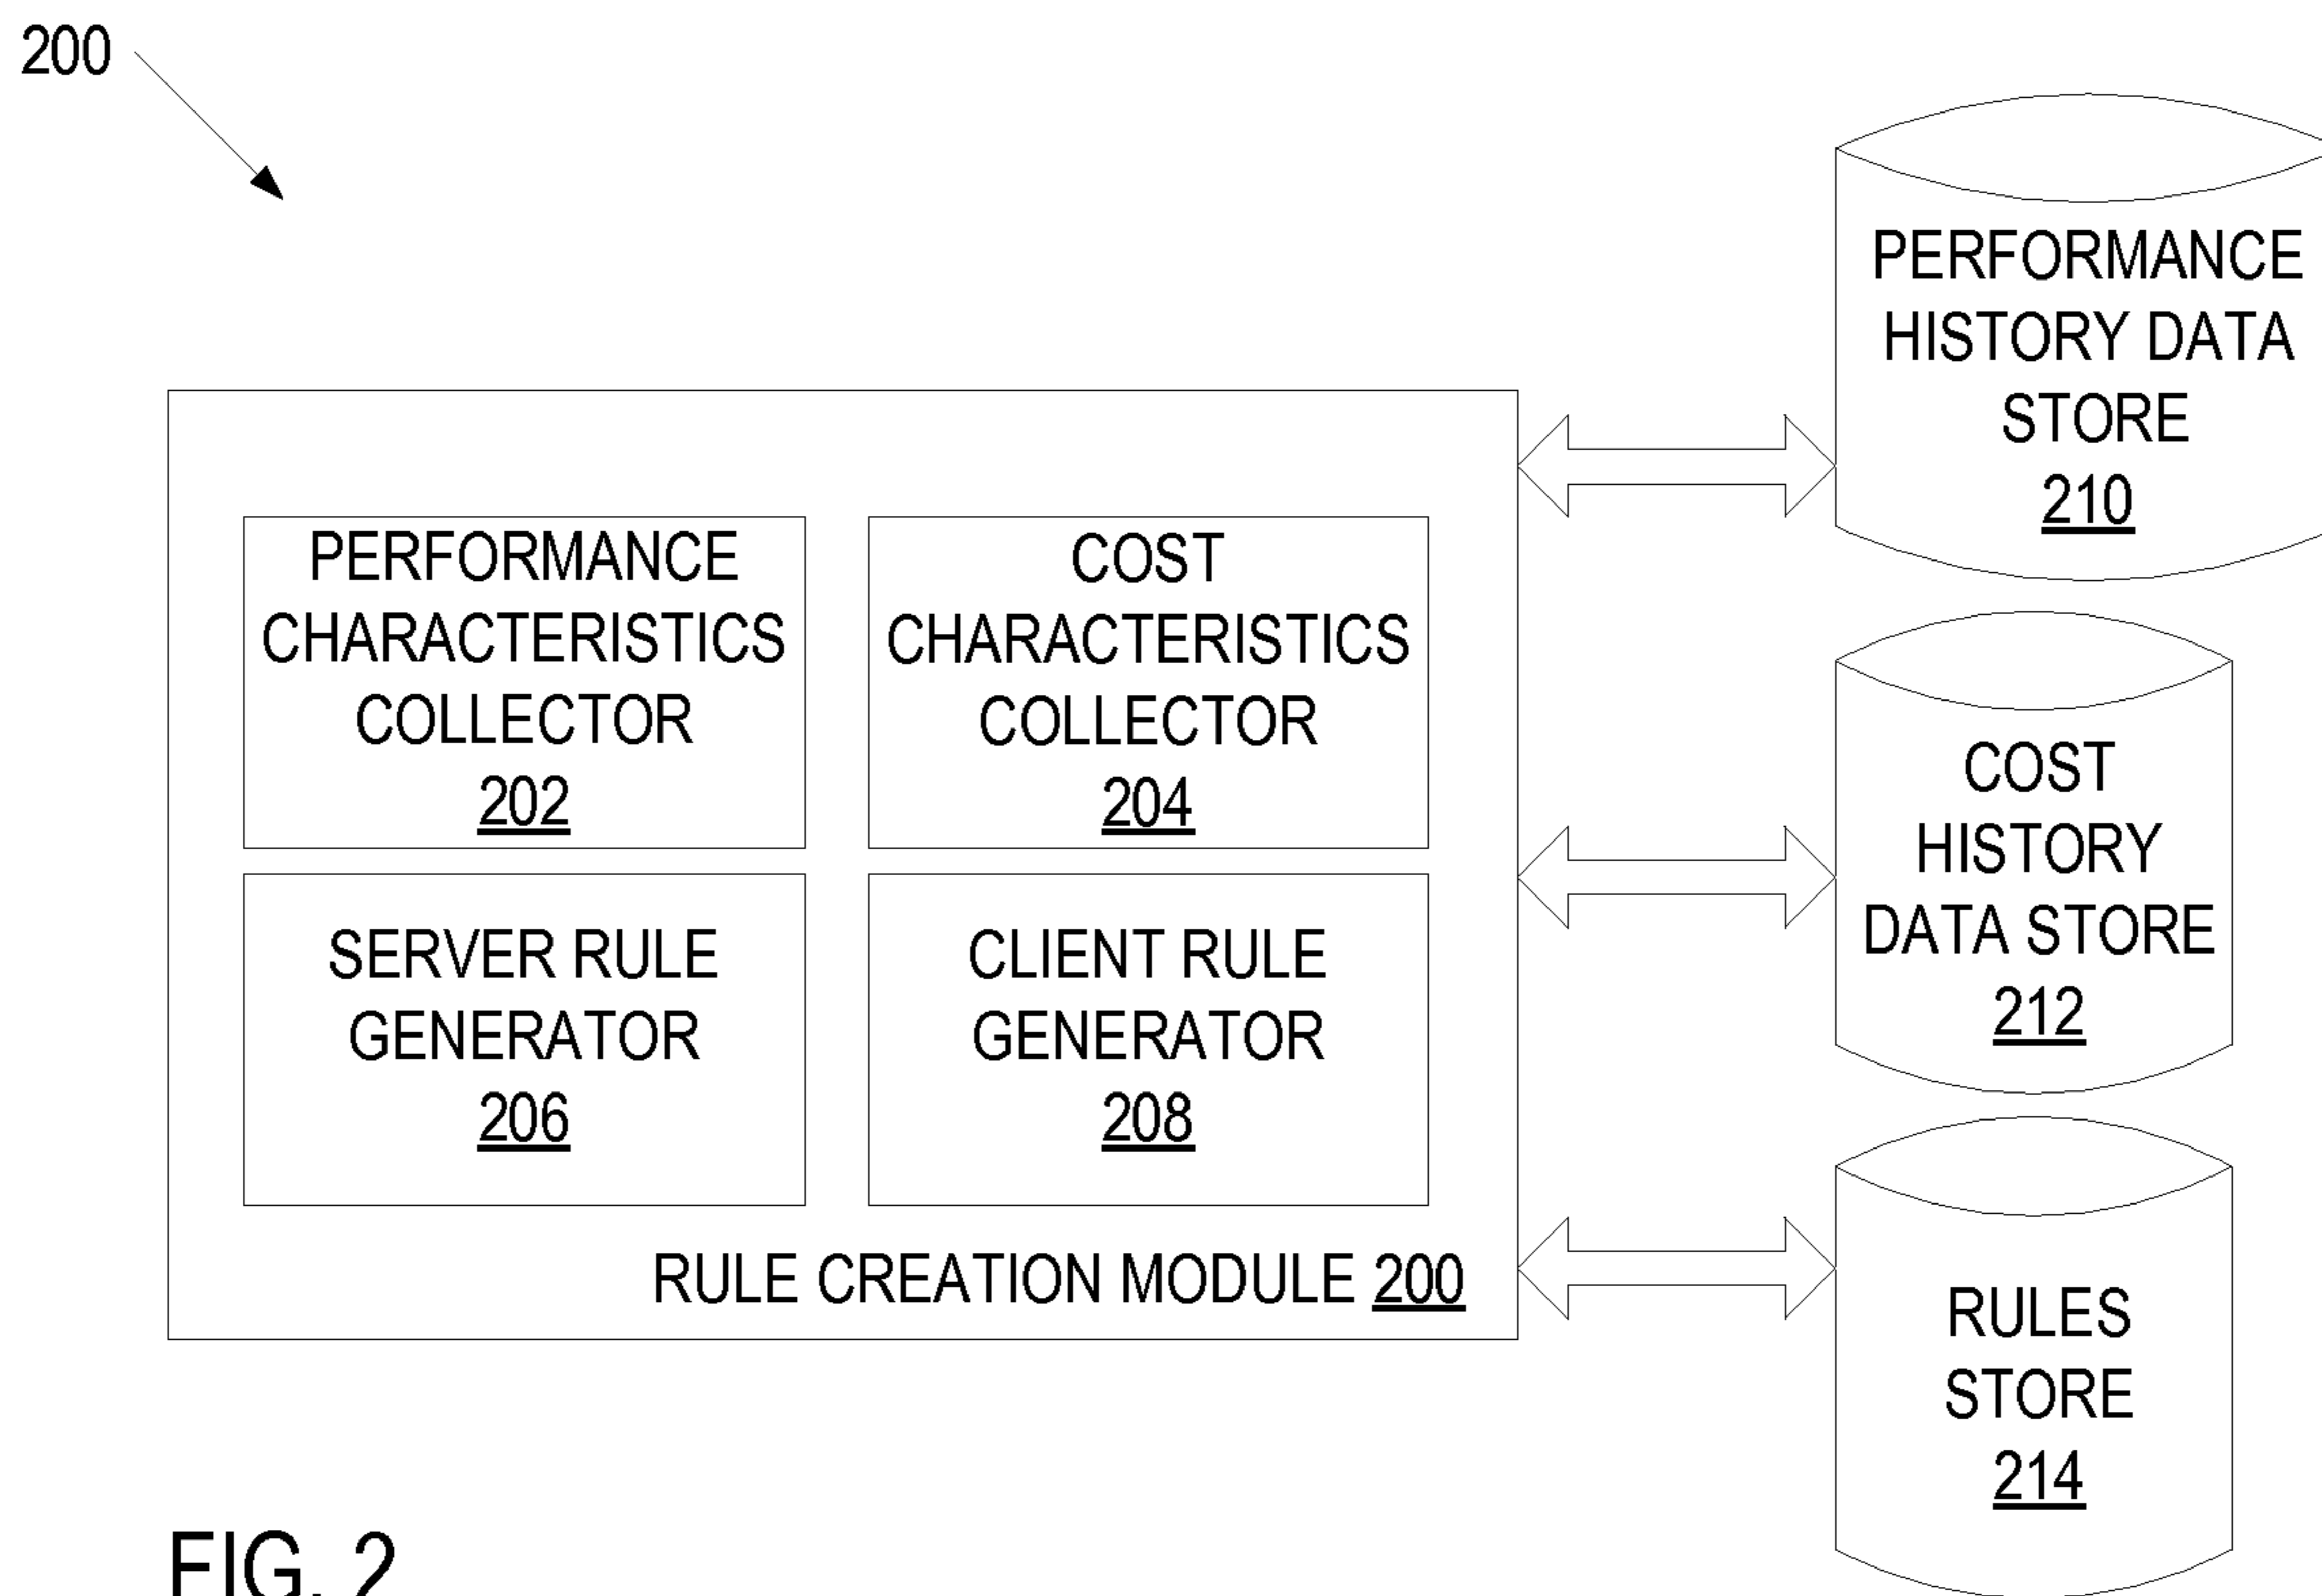 200
PERFORMANCE
HISTORY DATA
STORE
210
PERFORMANCE
CHARACTERISTICS
COLLECTOR
202
COST
CHARACTERISTICS
COLLECTOR
204
SERVER RULE
GENERATOR
206
CLIENT RULE
GENERATOR
208
RULE CREATION MODULE 200
COST
HISTORY
DATA STORE
212
RULES
STORE
214
FIG. 2